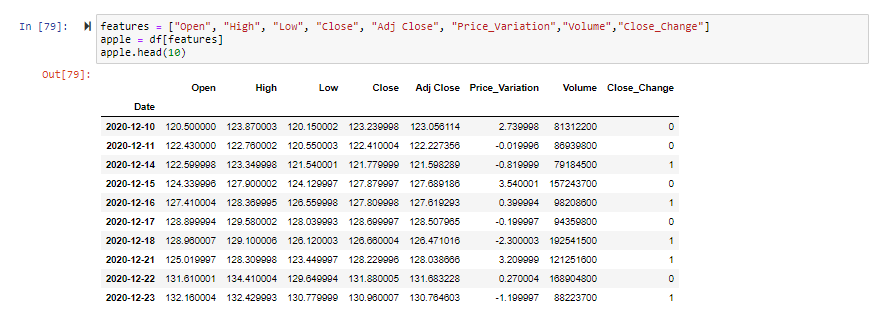 In [79]: features = ["Open", "High", "Low", "Close", "Adj Close", "Price_Variation","Volume","Close_Change"]
apple = df[features]
apple.head(10)
Out[79]:
Open High Low Close Adj Close Price_Variation Volume Close_Change
Date
2020-12-10 120.500000 123.870003 120.150002 123.239998 123.056114 2.739998 81312200 0
2020-12-11 122.430000 122.760002 120.550003 122.410004 122.227356 -0.019996 86939800 0
2020-12-14 122.599998 123.349998 121.540001 121.779999 121.598289 -0.819999 79184500 1
2020-12-15 124.339996 127.900002 124.129997 127.879997 127.689186 3.540001 157243700 0
2020-12-16 127.410004 128.369995 126.559998 127.809998 127.619293 0.399994 98208600 1
2020-12-17 128.899994 129.580002 128.039993 128.699997 128.507965 -0.199997 94359800 0
2020-12-18 128.960007 129.100006 126.120003 126.660004 126.471016 -2.300003 192541500 1
2020-12-21 125.019997 128.309998 123.449997 128.229996 128.038666 3.209999 121251600 1
2020-12-22 131.610001 134.410004 129.649994 131.880005 131.683228 0.270004 168904800 0
2020-12-23 132.160004 132.429993 130.779999 130.960007 130.764603 -1.199997 88223700 1